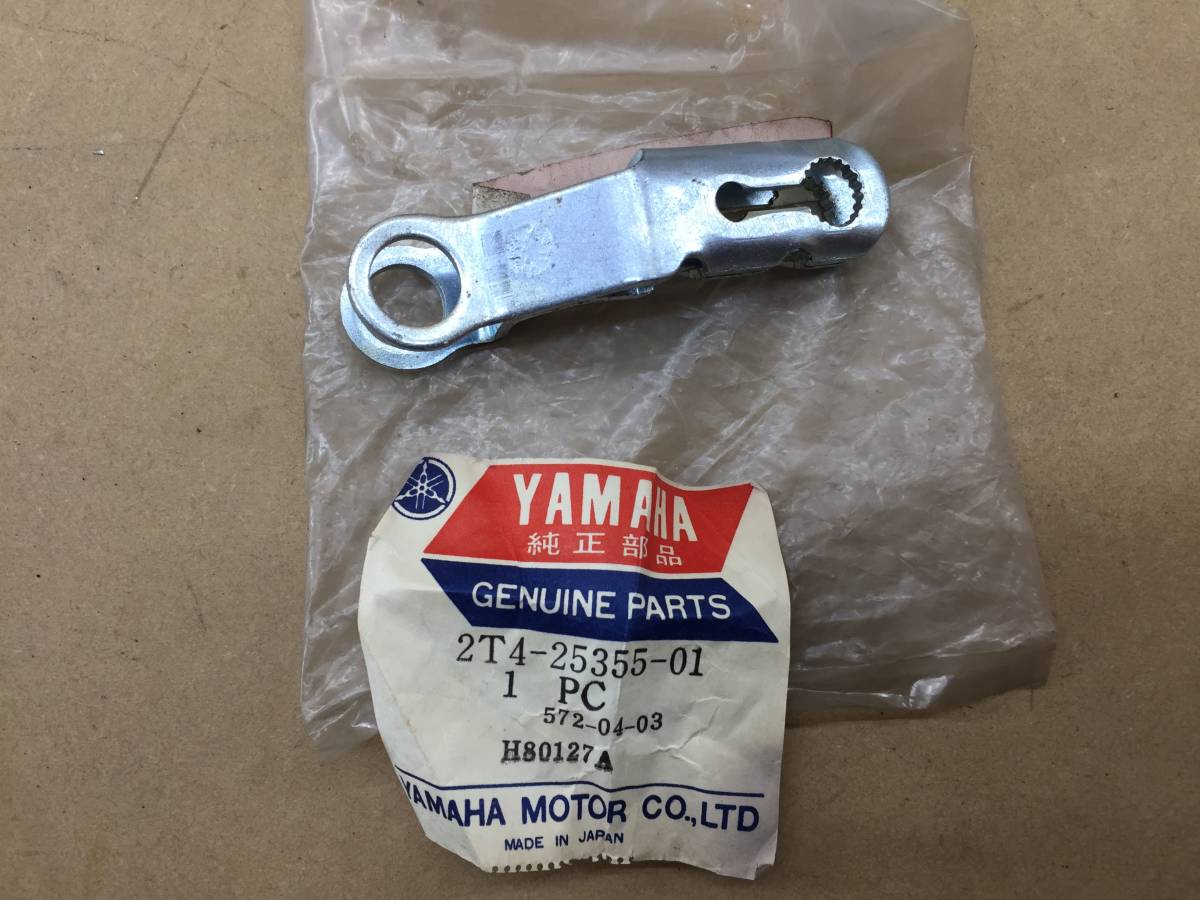 YAMAHA
純正部品
GENUINE PARTS
2T4-25355-01
1 PC
572-04-03
H80127A
YAMAHA MOTOR CO.,LTD
MADE IN JAPAN